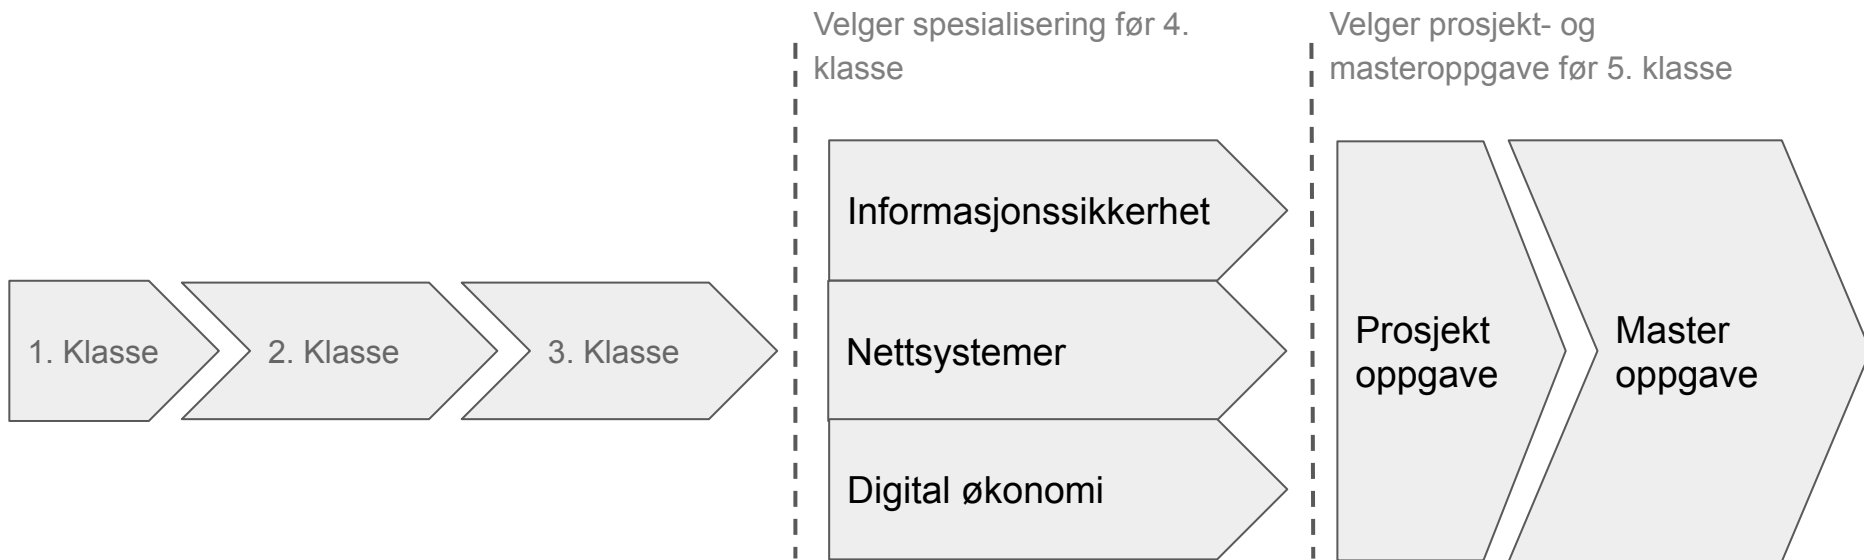 Velger spesialisering før 4.
klasse
Velger prosjekt- og
masteroppgave før 5. klasse
1. Klasse
2. Klasse
3. Klasse
Informasjonssikkerhet
Nettsystemer
Digital økonomi
Prosjekt
oppgave
Master
oppgave